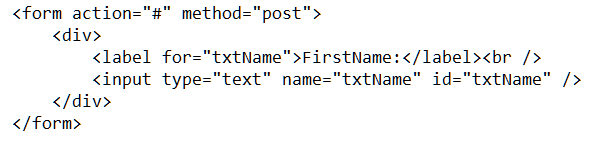 <form action="#" method="post">
<div>
<label for="txtName">FirstName:</label><br />
<input type="text" name="txtName" id="txtName" />
</div>
</form>